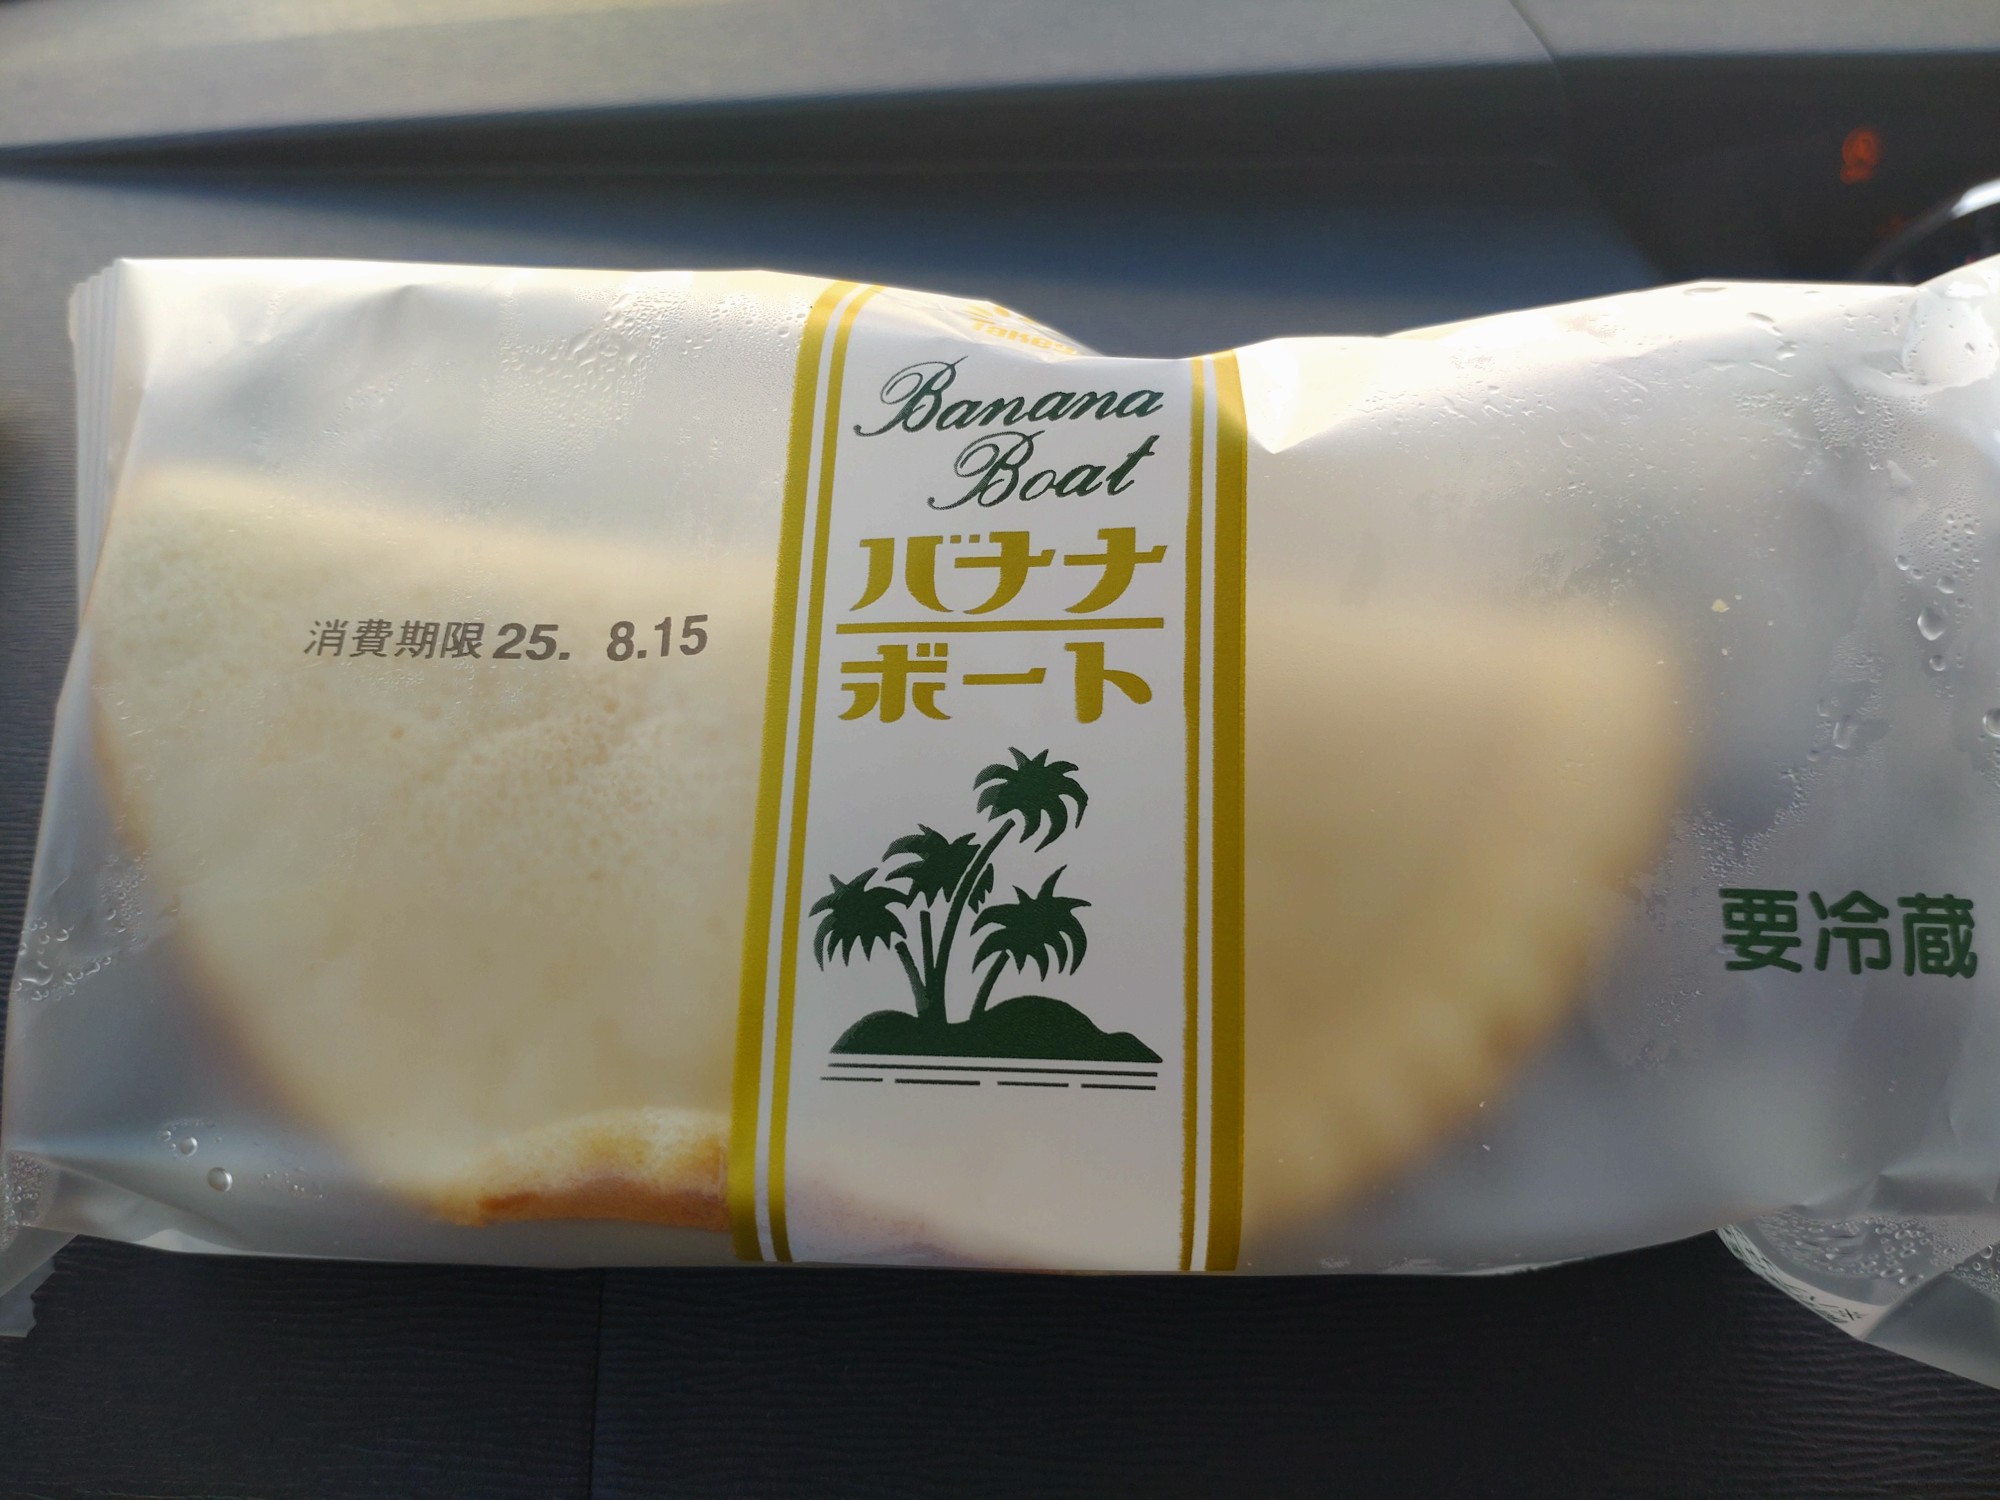 Banana
Boat
バナナ
ボート
消費期限 25. 8.15
要冷蔵